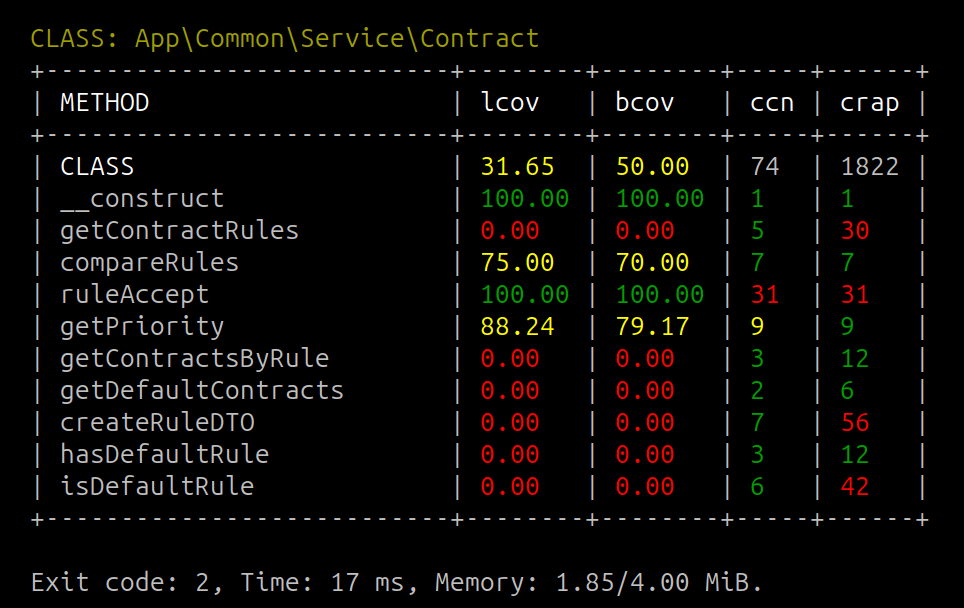 CLASS: App\Common\Service\Contract
+---------------------------+--------+--------+-----+------+
| METHOD                    | lcov   | bcov   | ccn | crap |
+---------------------------+--------+--------+-----+------+
| CLASS                     | 31.65  | 50.00  | 74  | 1822 |
| __construct               | 100.00 | 100.00 | 1   | 1    |
| getContractRules          | 0.00   | 0.00   | 5   | 30   |
| compareRules              | 75.00  | 70.00  | 7   | 7    |
| ruleAccept                | 100.00 | 100.00 | 31  | 31   |
| getPriority               | 88.24  | 79.17  | 9   | 9    |
| getContractsByRule        | 0.00   | 0.00   | 3   | 12   |
| getDefaultContracts       | 0.00   | 0.00   | 2   | 6    |
| createRuleDTO             | 0.00   | 0.00   | 7   | 56   |
| hasDefaultRule            | 0.00   | 0.00   | 3   | 12   |
| isDefaultRule             | 0.00   | 0.00   | 6   | 42   |
+---------------------------+--------+--------+-----+------+
Exit code: 2, Time: 17 ms, Memory: 1.85/4.00 MiB.